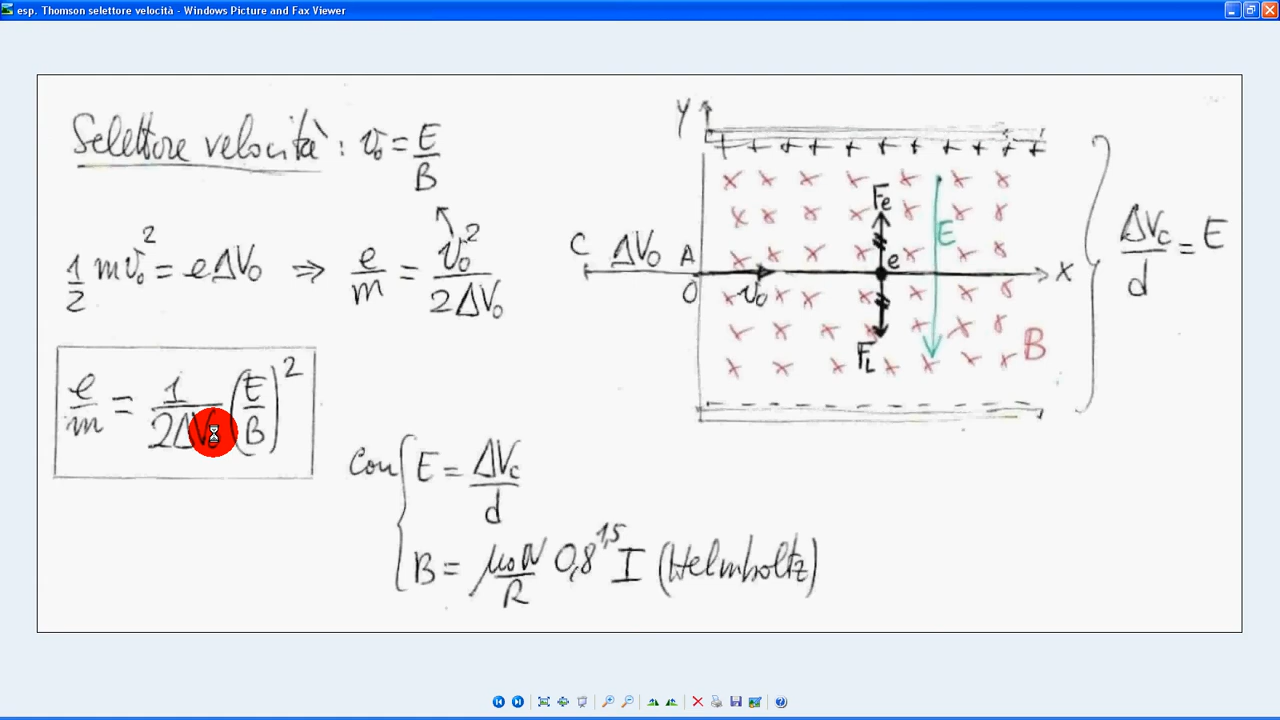 esp. Thomson selettore velocità - Windows Picture and Fax Viewer
Selettore velocità : v₀ = E/B
1/2 m v₀² = eΔV₀ ⇒ e/m = v₀²/2ΔV₀
e/m = 1/2ΔV₀ (E/B)²
con { E = ΔVc/d
B = μ₀N/R 0,8^1,5 I (Helmholtz)
Y
+ + + + + + + + + + +
Fe
E
C ΔV₀ A
e
X
O
v₀
FL
B
- - - - - - - - - -
ΔVc/d = E